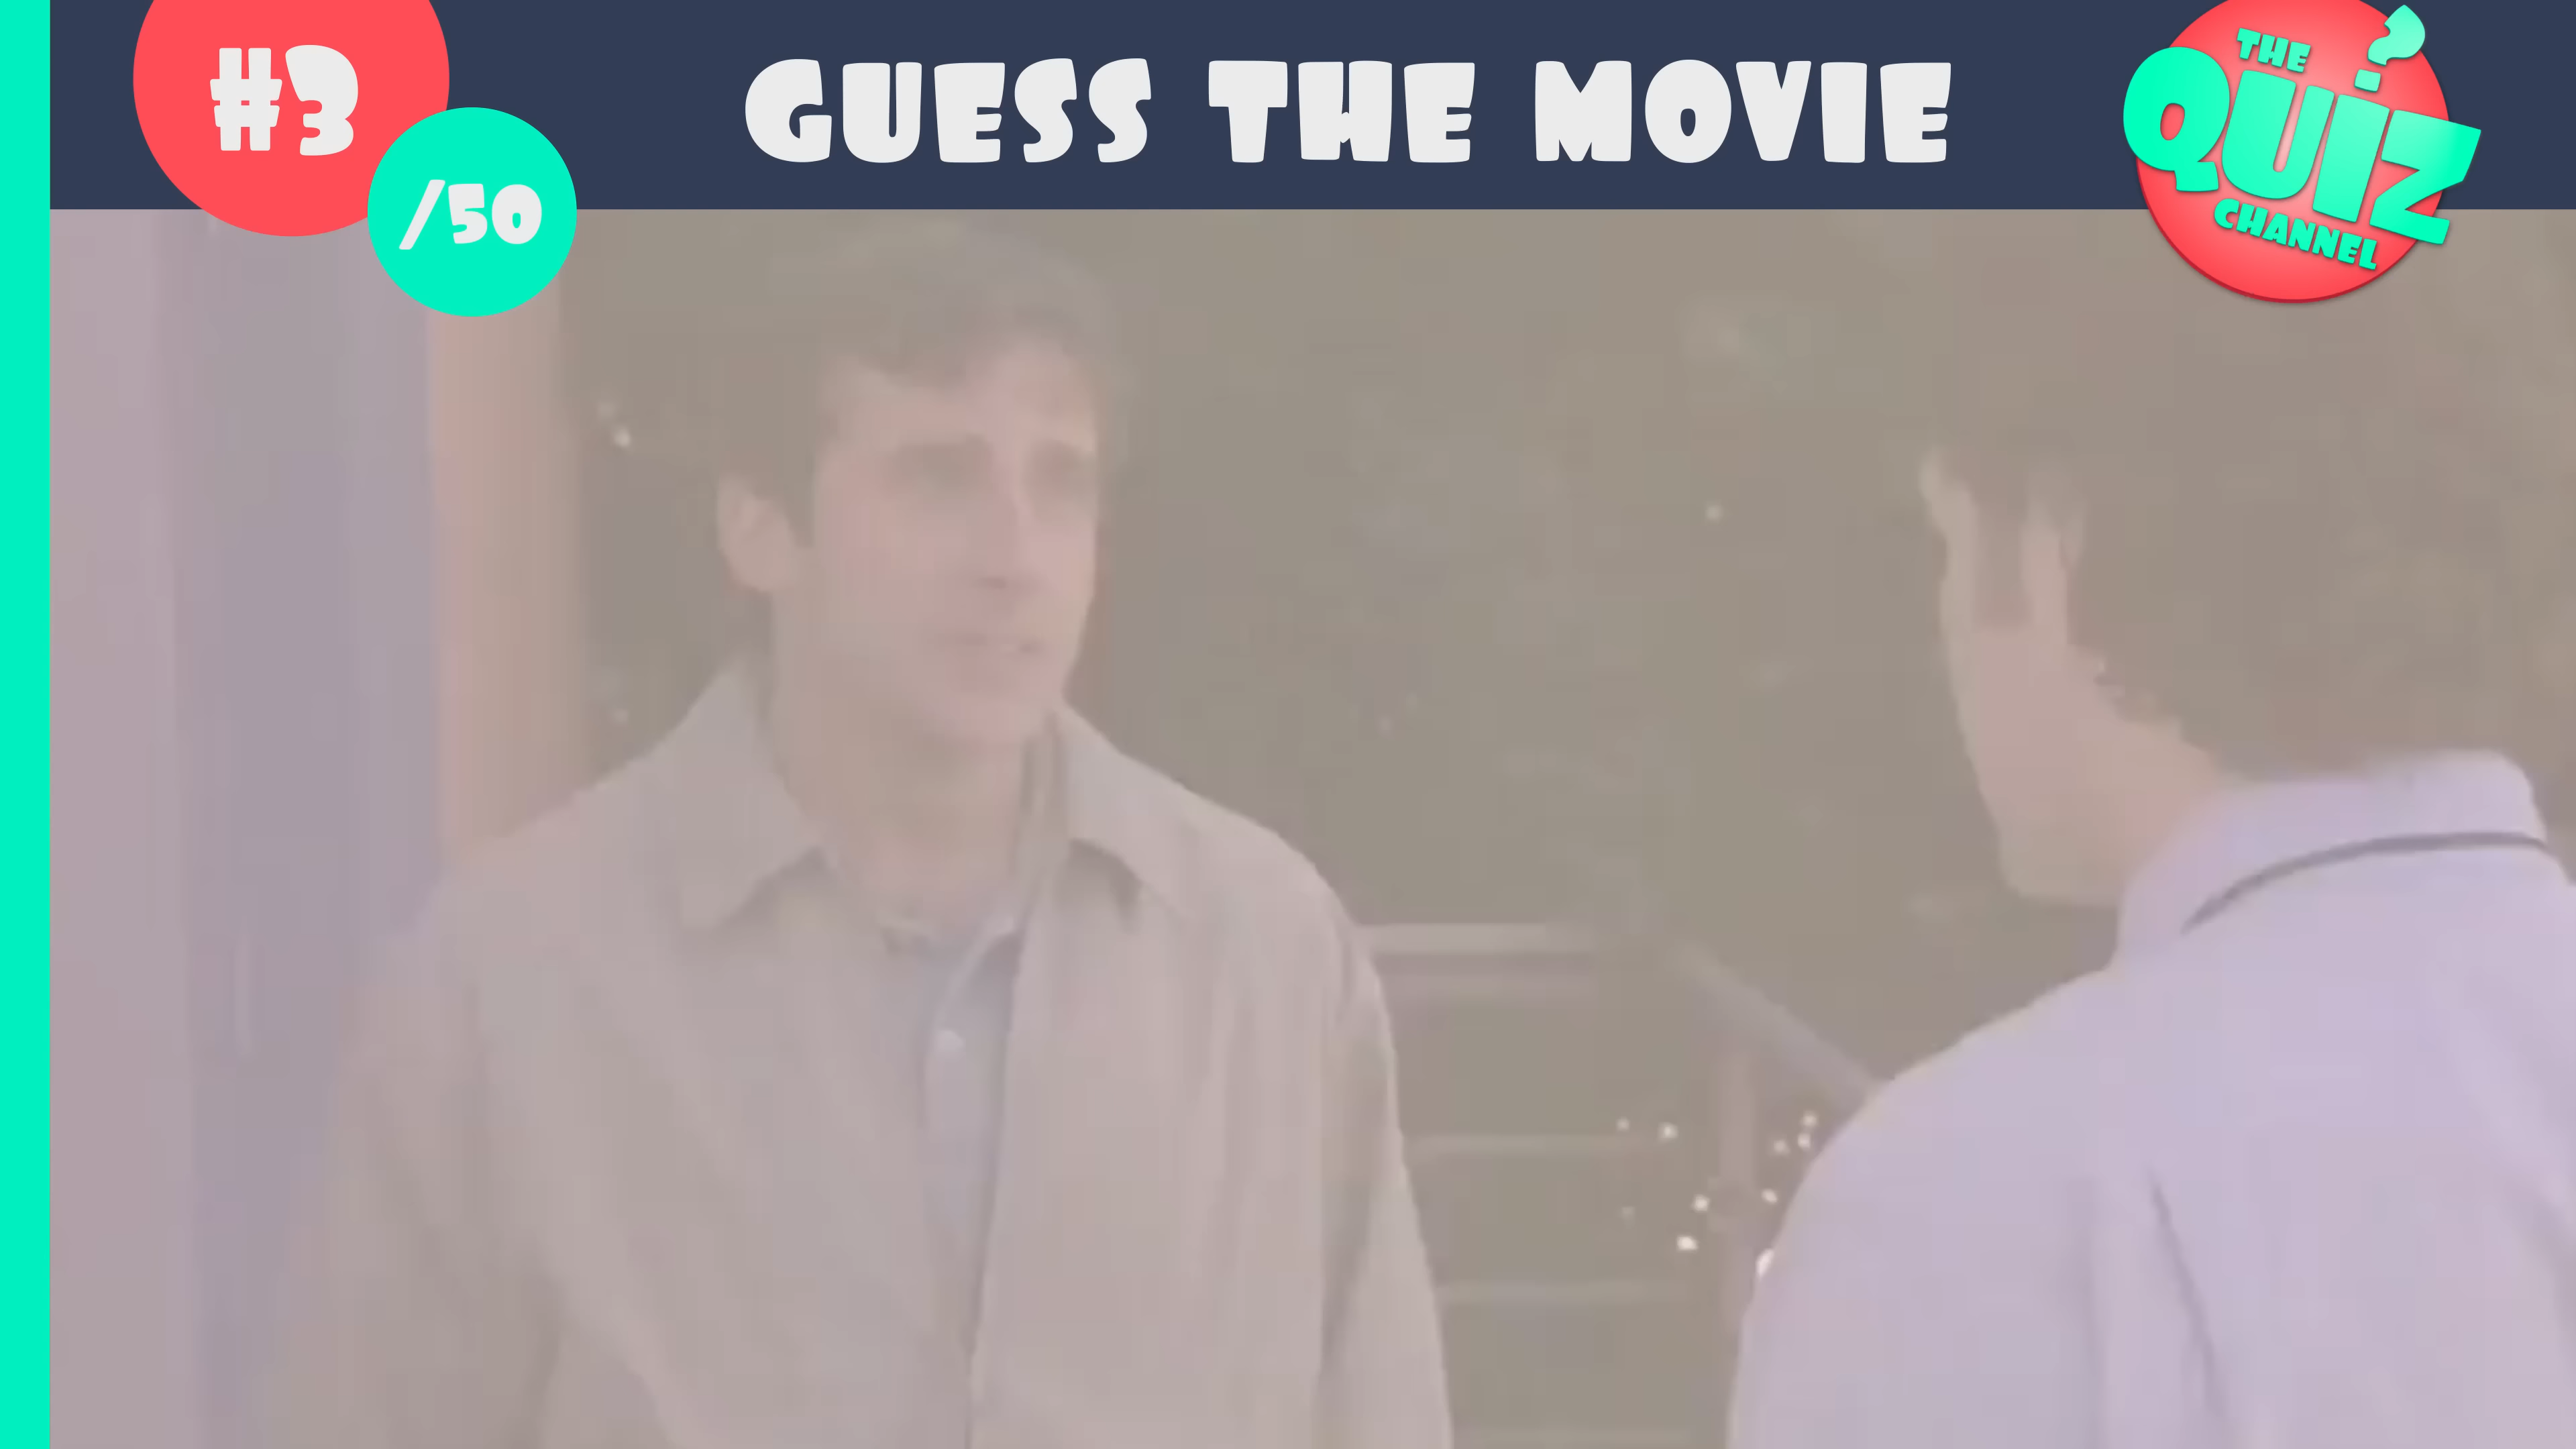 #3
/50
GUESS THE MOVIE
THE
QUIZ
CHANNEL